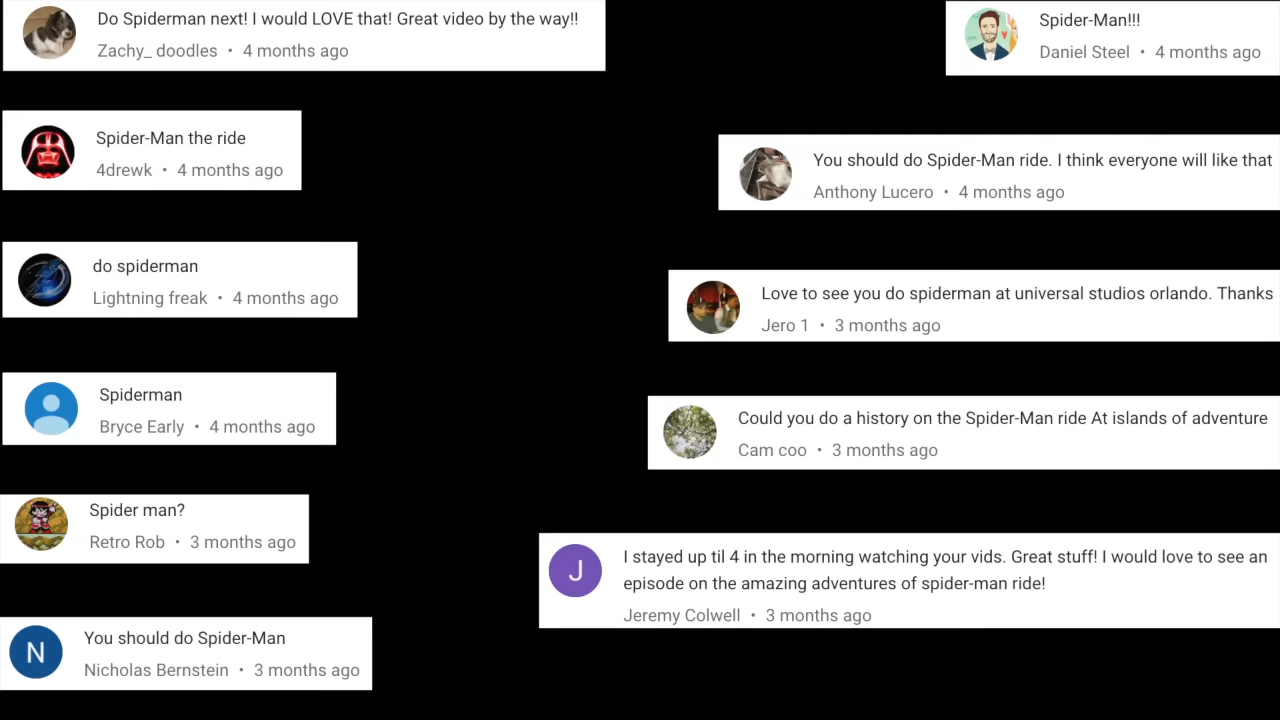 Do Spiderman next! I would LOVE that! Great video by the way!!
Zachy_ doodles • 4 months ago
Spider-Man the ride
4drewk • 4 months ago
do spiderman
Lightning freak • 4 months ago
Spiderman
Bryce Early • 4 months ago
Spider man?
Retro Rob • 3 months ago
N
You should do Spider-Man
Nicholas Bernstein • 3 months ago
Spider-Man!!!
Daniel Steel • 4 months ago
You should do Spider-Man ride. I think everyone will like that
Anthony Lucero • 4 months ago
Love to see you do spiderman at universal studios orlando. Thanks
Jero 1 • 3 months ago
Could you do a history on the Spider-Man ride At islands of adventure
Cam coo • 3 months ago
J
I stayed up til 4 in the morning watching your vids. Great stuff! I would love to see an
episode on the amazing adventures of spider-man ride!
Jeremy Colwell • 3 months ago